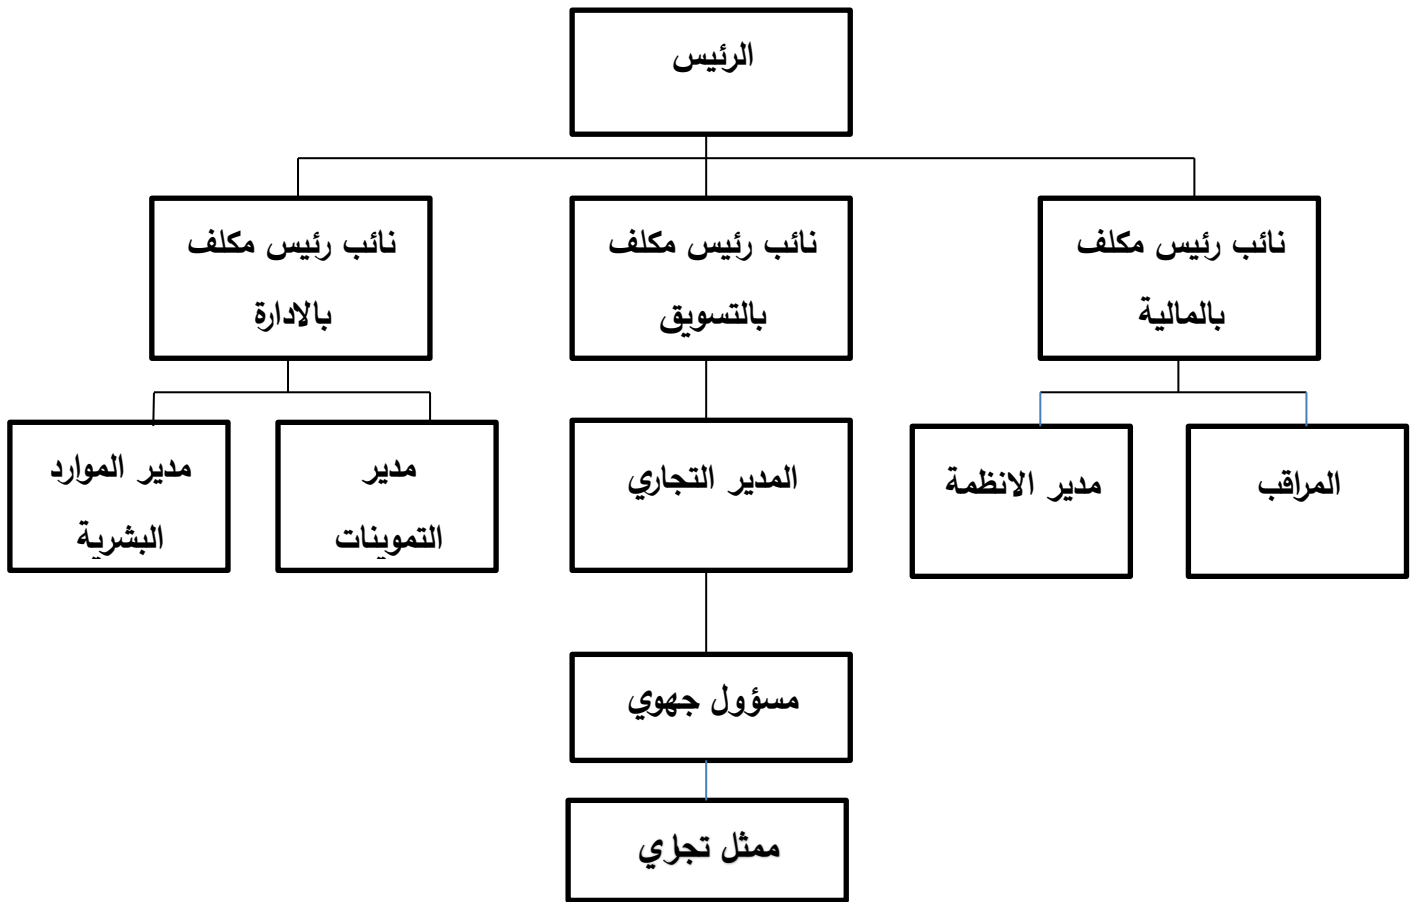 الرئيس
نائب رئيس مكلف
بالمالية
نائب رئيس مكلف
بالتسويق
نائب رئيس مكلف
بالادارة
المراقب
مدير الانظمة
المدير التجاري
مدير
التموينات
مدير الموارد
البشرية
مسؤول جهوي
ممثل تجاري